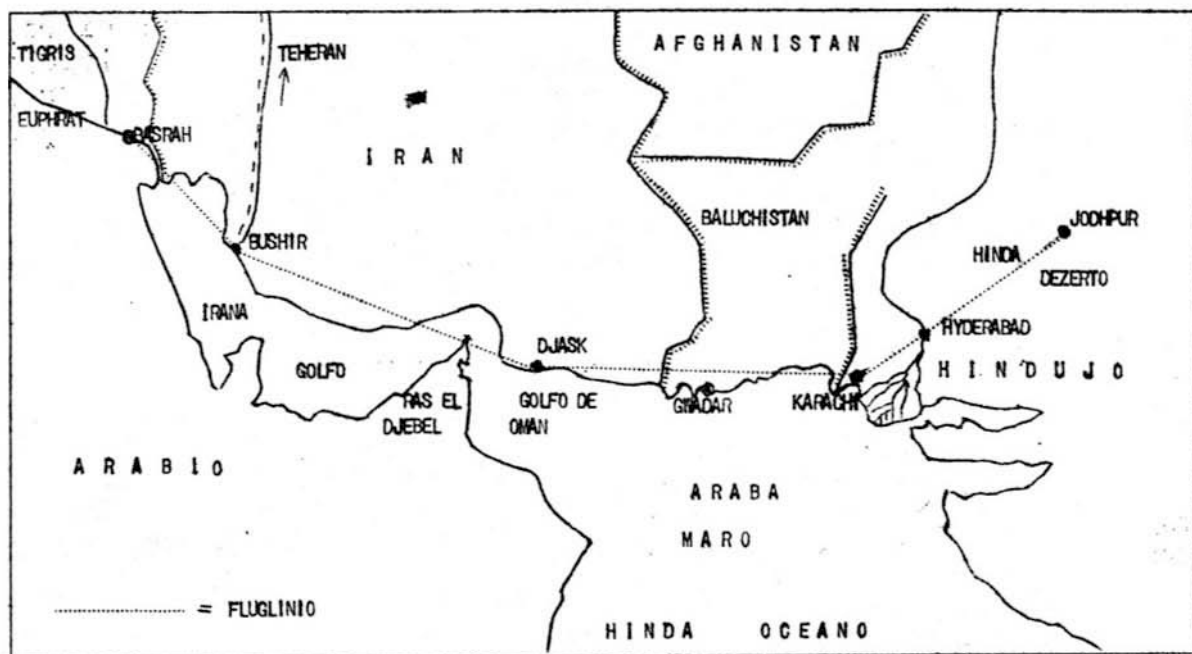 TIGRIS
TEHERAN
AFGHANISTAN
EUPHRAT
BASRAH
IRAN
BALUCHISTAN
JODHPUR
BUSHIR
HINDA
DEZERTO
IRANA
HYDERABAD
DJASK
GOLFO
HINDUJO
RAS EL
DJEBEL
GOLFO DE
OMAN
GWADAR
KARACHI
ARABIO
ARABA
MARO
= FLUGLINIO
HINDA OCEANO